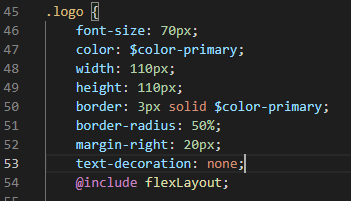 45 .logo {
46 font-size: 70px;
47 color: $color-primary;
48 width: 110px;
49 height: 110px;
50 border: 3px solid $color-primary;
51 border-radius: 50%;
52 margin-right: 20px;
53 text-decoration: none;
54 @include flexLayout;